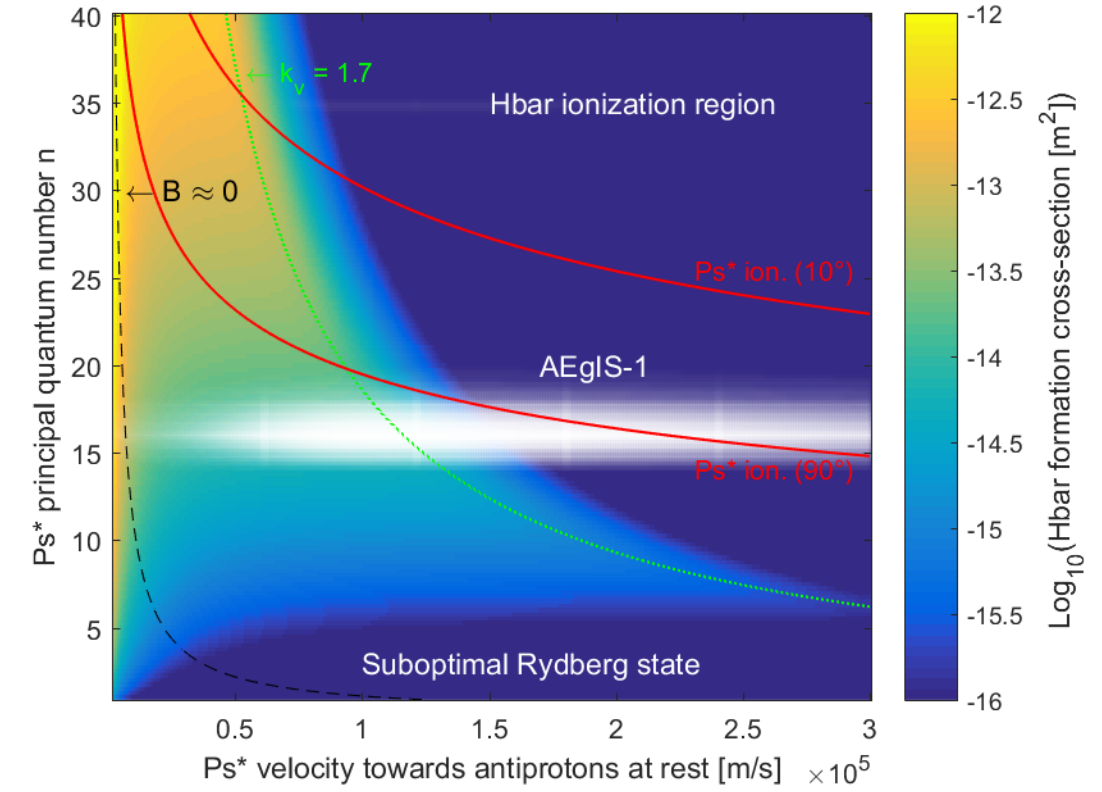 40
35
30
25
20
15
10
5
Ps* principal quantum number n
← k_v = 1.7
Hbar ionization region
← B ≈ 0
Ps* ion. (10°)
AEgIS-1
Ps* ion. (90°)
Suboptimal Rydberg state
0.5 1 1.5 2 2.5 3
Ps* velocity towards antiprotons at rest [m/s] ×10⁵
-12
-12.5
-13
-13.5
-14
-14.5
-15
-15.5
-16
Log₁₀(Hbar formation cross-section [m²])